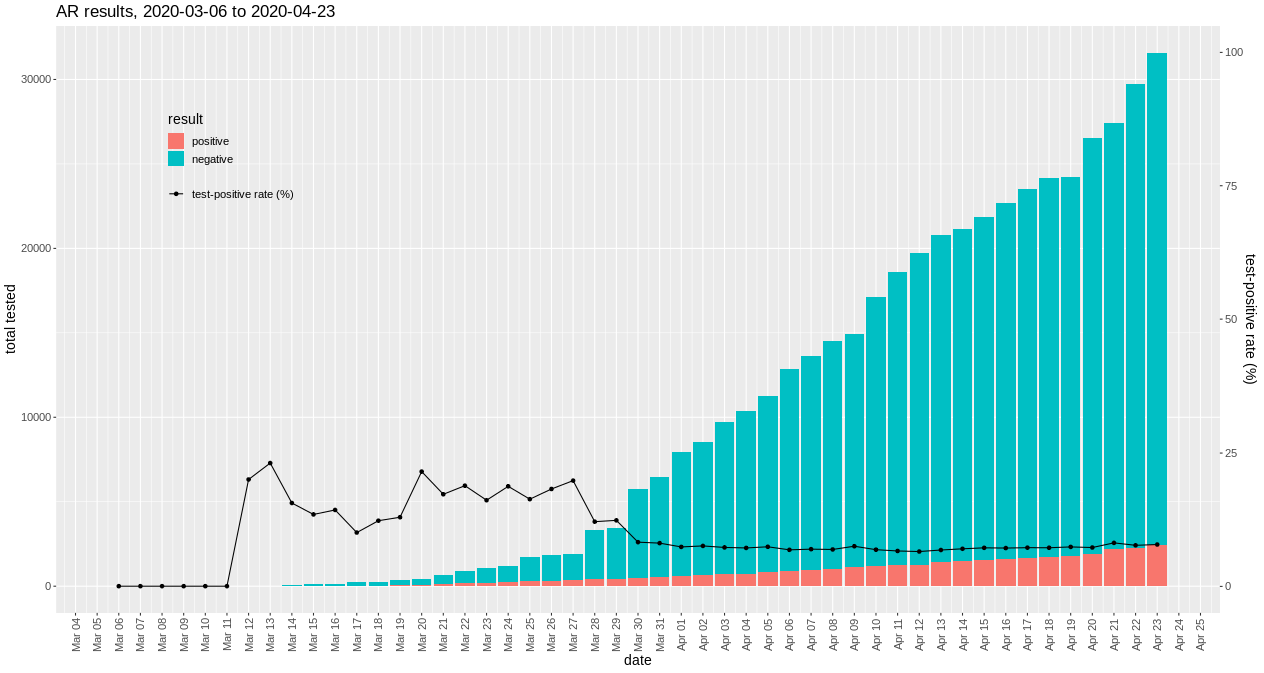 AR results, 2020-03-06 to 2020-04-23
total tested
30000
20000
10000
0
result
positive
negative
test-positive rate (%)
100
75
50
25
0
test-positive rate (%)
Mar 04
Mar 05
Mar 06
Mar 07
Mar 08
Mar 09
Mar 10
Mar 11
Mar 12
Mar 13
Mar 14
Mar 15
Mar 16
Mar 17
Mar 18
Mar 19
Mar 20
Mar 21
Mar 22
Mar 23
Mar 24
Mar 25
Mar 26
Mar 27
Mar 28
Mar 29
Mar 30
Mar 31
Apr 01
Apr 02
Apr 03
Apr 04
Apr 05
Apr 06
Apr 07
Apr 08
Apr 09
Apr 10
Apr 11
Apr 12
Apr 13
Apr 14
Apr 15
Apr 16
Apr 17
Apr 18
Apr 19
Apr 20
Apr 21
Apr 22
Apr 23
Apr 24
Apr 25
date